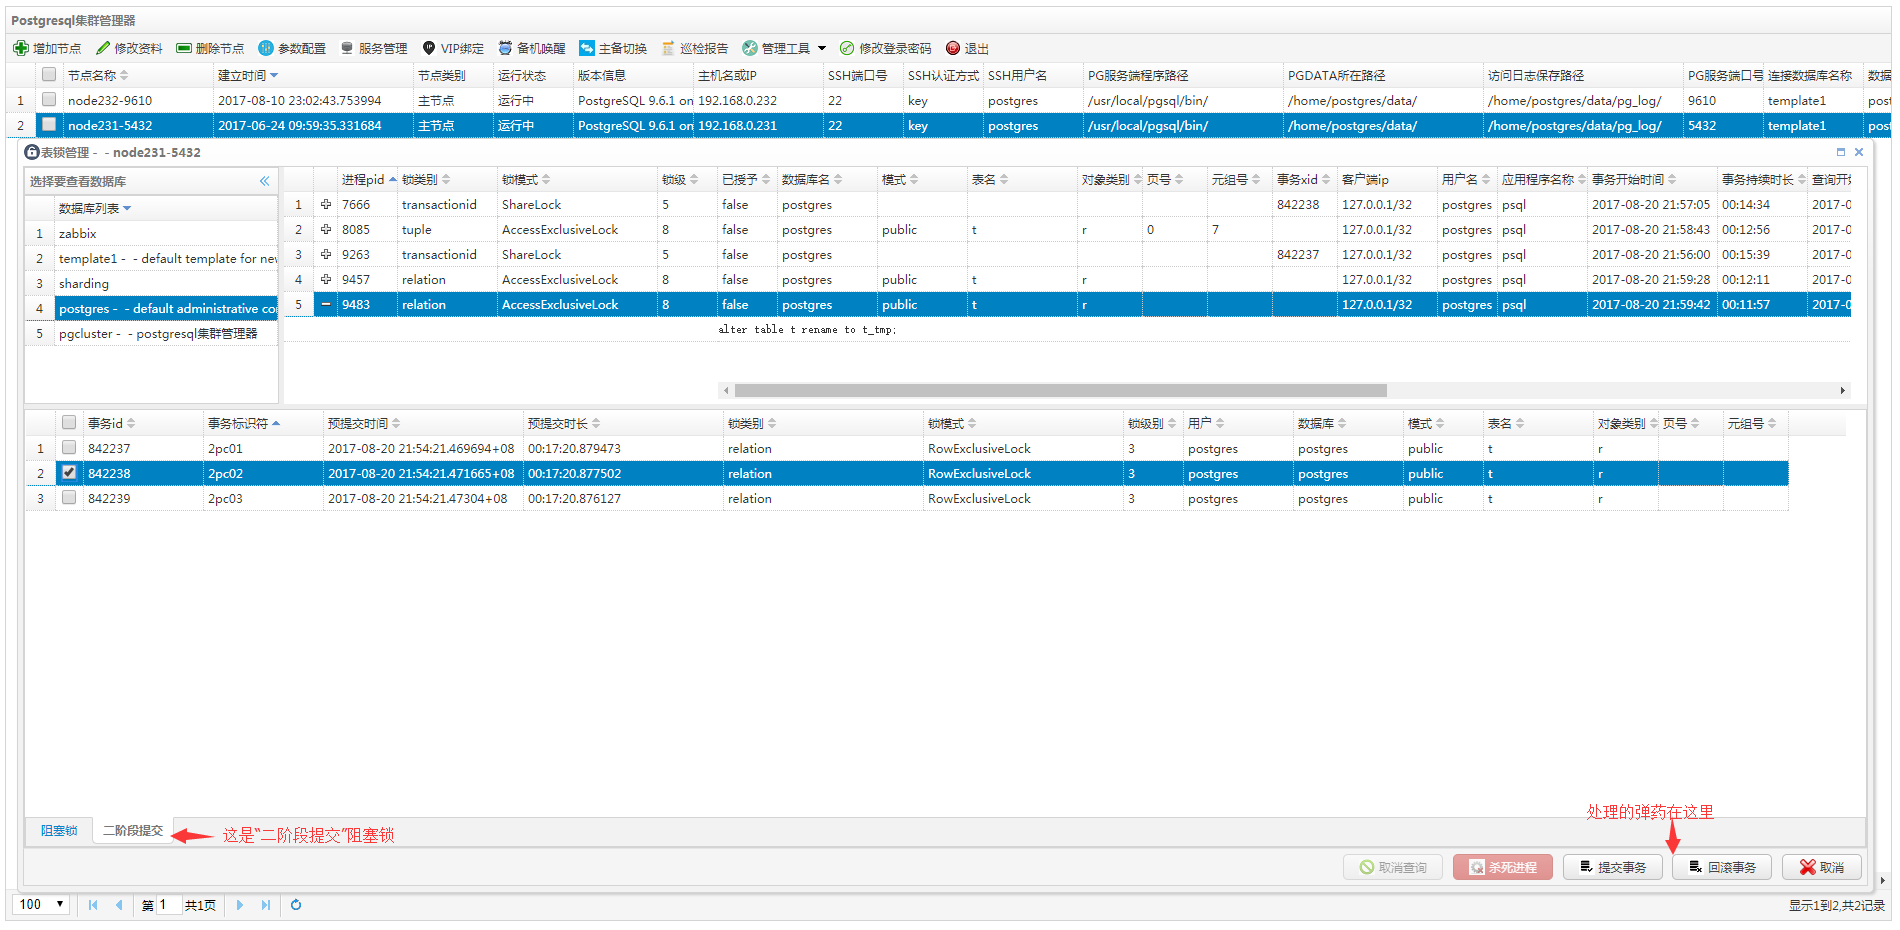 Postgresql集群管理器
增加节点 修改资料 删除节点 参数配置 服务管理 VIP绑定 备机唤醒 主备切换 巡检报告 管理工具 修改登录密码 退出
节点名称 建立时间 节点类别 运行状态 版本信息 主机名或IP SSH端口号 SSH认证方式 SSH用户名 PG服务端程序路径 PGDATA所在路径 访问日志保存路径 PG服务端口号 连接数据库名称 数据
1 node232-9610 2017-08-10 23:02:43.753994 主节点 运行中 PostgreSQL 9.6.1 on 192.168.0.232 22 key postgres /usr/local/pgsql/bin/ /home/postgres/data/ /home/postgres/data/pg_log/ 9610 template1 post
2 node231-5432 2017-06-24 09:59:35.331684 主节点 运行中 PostgreSQL 9.6.1 on 192.168.0.231 22 key postgres /usr/local/pgsql/bin/ /home/postgres/data/ /home/postgres/data/pg_log/ 5432 template1 post
表锁管理 - - node231-5432
选择要查看数据库
数据库列表
1 zabbix
2 template1 - - default template for nev
3 sharding
4 postgres - - default administrative co
5 pgcluster - - postgresql集群管理器
进程pid 锁类别 锁模式 锁级 已授予 数据库名 模式 表名 对象类别 页号 元组号 事务xid 客户端ip 用户名 应用程序名称 事务开始时间 事务持续时长 查询开始
1 7666 transactionid ShareLock 5 false postgres 842238 127.0.0.1/32 postgres psql 2017-08-20 21:57:05 00:14:34 2017-0
2 8085 tuple AccessExclusiveLock 8 false postgres public t r 0 7 127.0.0.1/32 postgres psql 2017-08-20 21:58:43 00:12:56 2017-0
3 9263 transactionid ShareLock 5 false postgres 842237 127.0.0.1/32 postgres psql 2017-08-20 21:56:00 00:15:39 2017-0
4 9457 relation AccessExclusiveLock 8 false postgres public t r 127.0.0.1/32 postgres psql 2017-08-20 21:59:28 00:12:11 2017-0
5 9483 relation AccessExclusiveLock 8 false postgres public t r 127.0.0.1/32 postgres psql 2017-08-20 21:59:42 00:11:57 2017-0
alter table t rename to t_tmp;
事务id 事务标识符 预提交时间 预提交时长 锁类别 锁模式 锁级别 用户 数据库 模式 表名 对象类别 页号 元组号
1 842237 2pc01 2017-08-20 21:54:21.469694+08 00:17:20.879473 relation RowExclusiveLock 3 postgres postgres public t r
2 842238 2pc02 2017-08-20 21:54:21.471665+08 00:17:20.877502 relation RowExclusiveLock 3 postgres postgres public t r
3 842239 2pc03 2017-08-20 21:54:21.47304+08 00:17:20.876127 relation RowExclusiveLock 3 postgres postgres public t r
处理的弹药在这里
阻塞锁 二阶段提交 这是“二阶段提交”阻塞锁
取消查询 杀死进程 提交事务 回滚事务 取消
100 第 1 共1页 显示1到2,共2记录